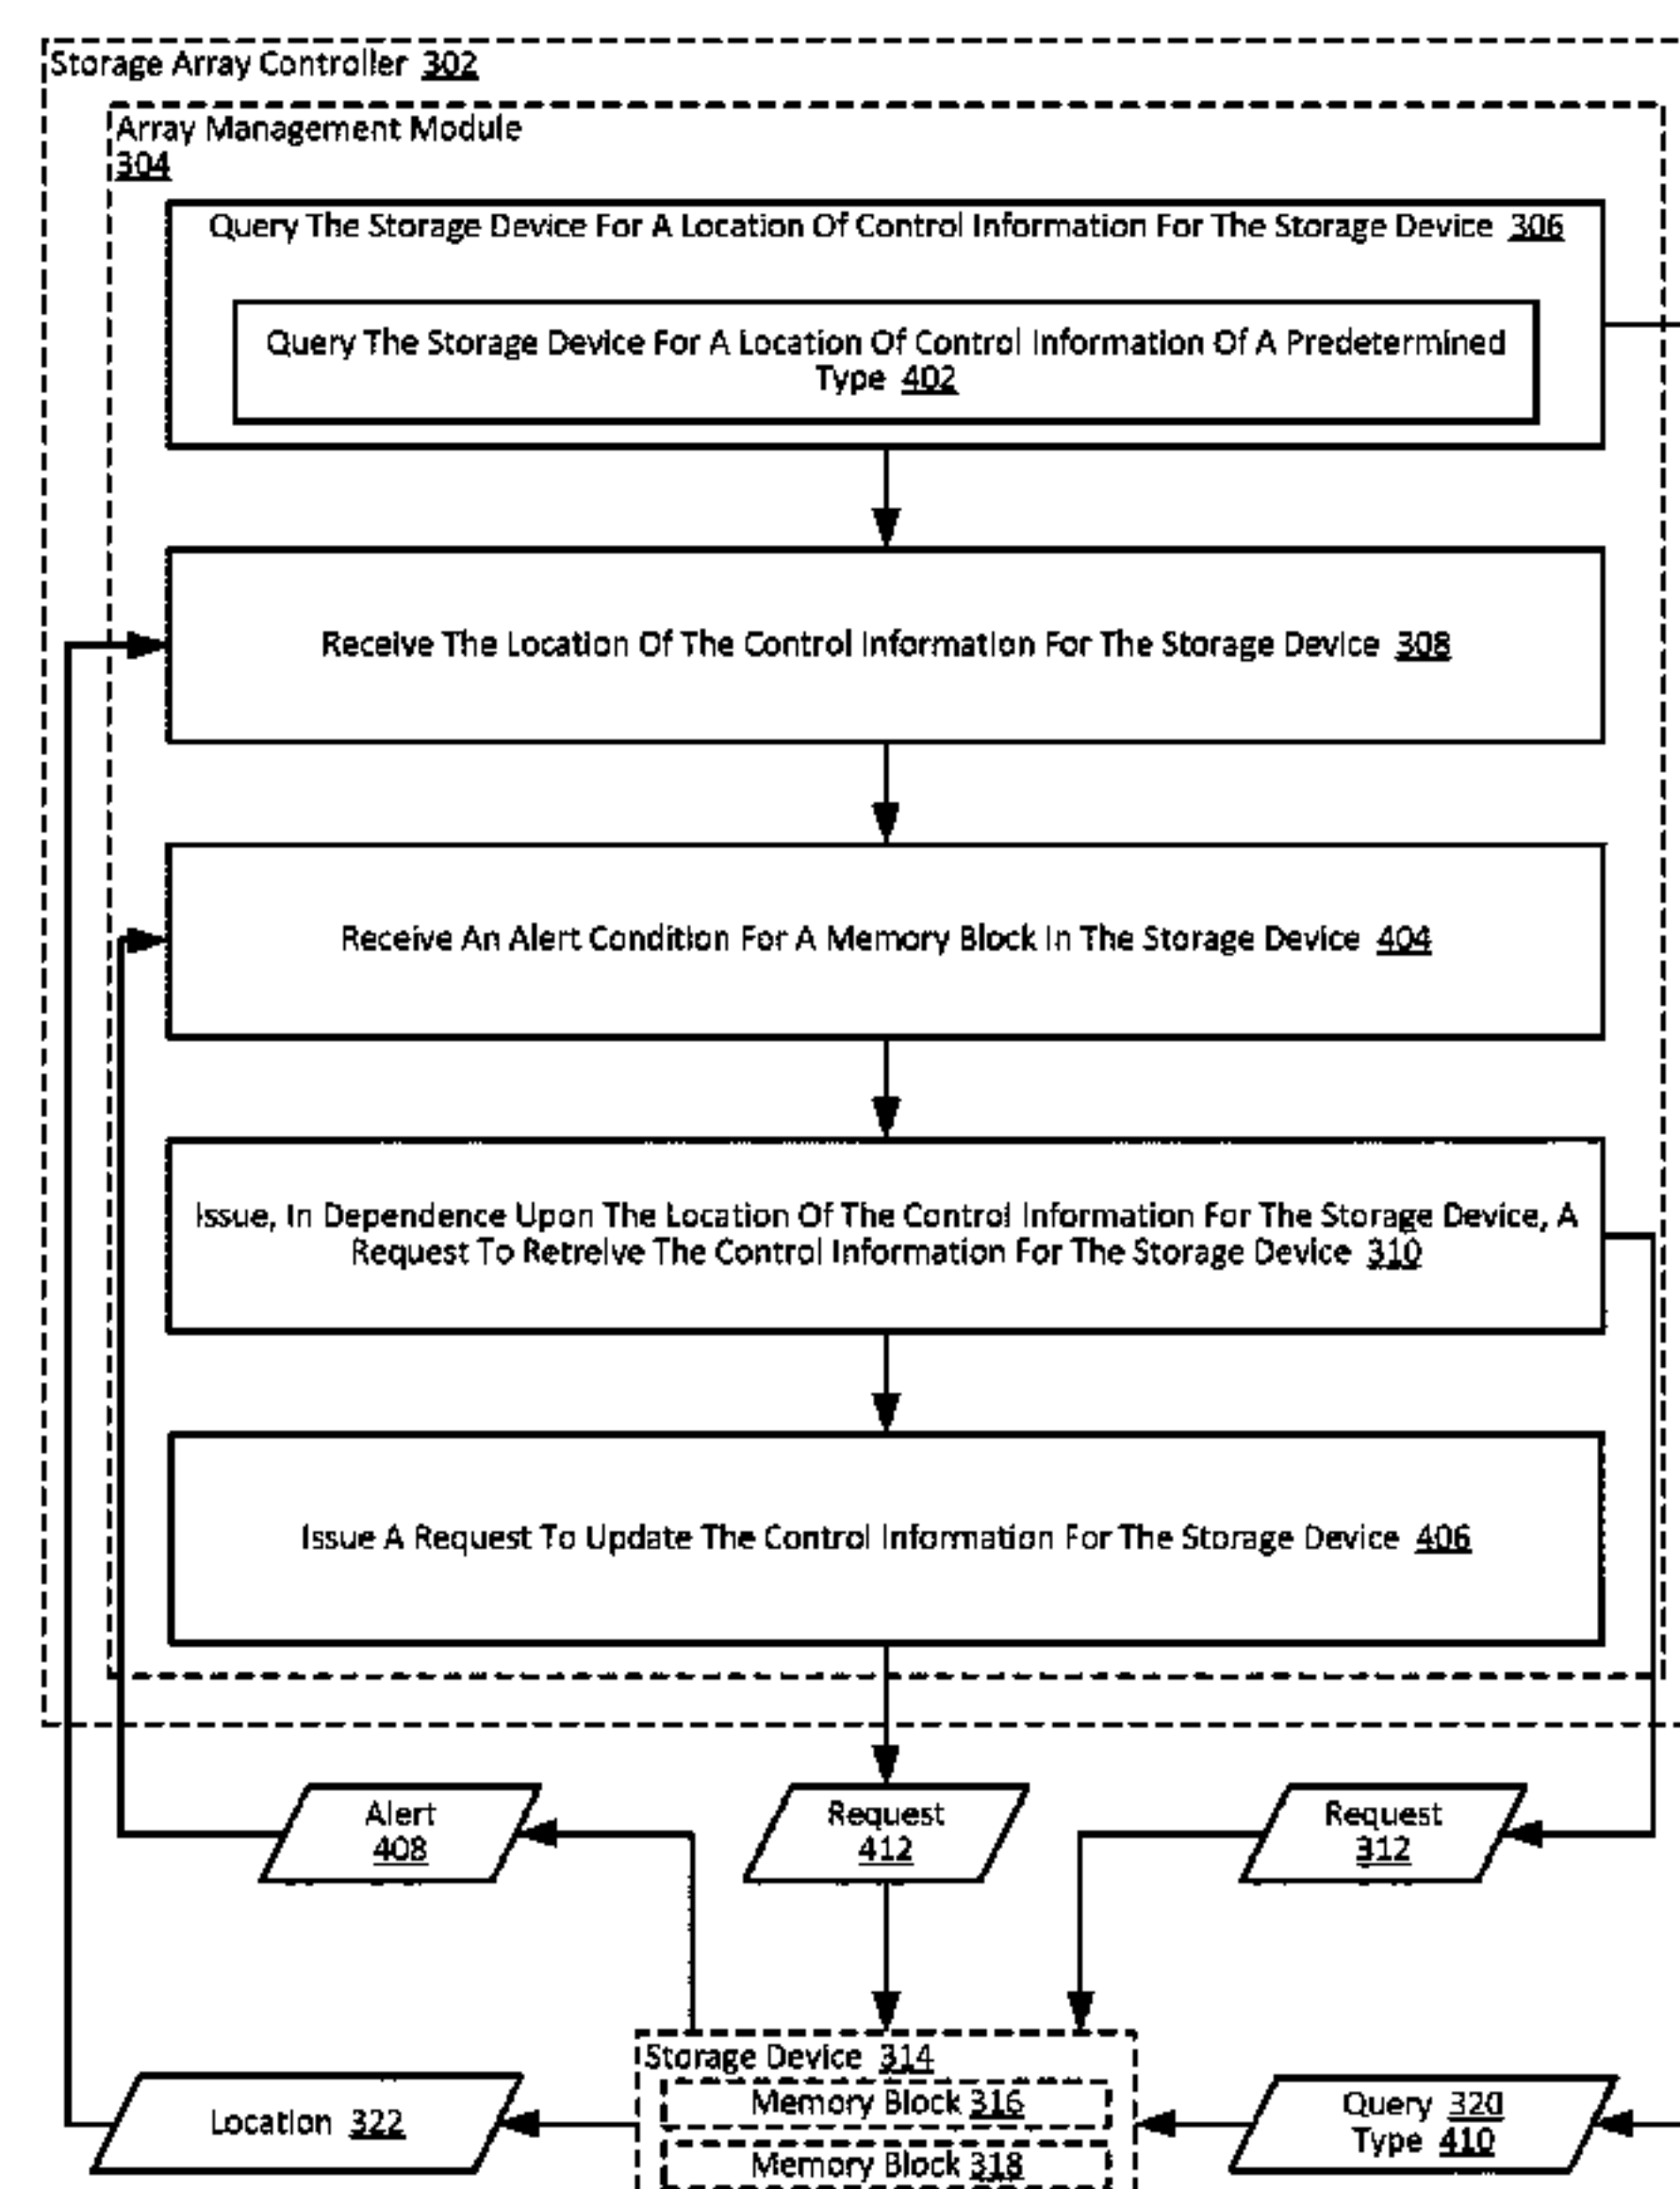 Storage Array Controller 302
Array Management Module
304
Query The Storage Device For A Location Of Control Information For The Storage Device 306
Query The Storage Device For A Location Of Control Information Of A Predetermined
Type 402
Receive The Location Of The Control Information For The Storage Device 308
Receive An Alert Condition For A Memory Block In The Storage Device 404
Issue, In Dependence Upon The Location Of The Control Information For The Storage Device, A
Request To Retrieve The Control Information For The Storage Device 310
Issue A Request To Update The Control Information For The Storage Device 406
Alert
408
Request
412
Request
312
Storage Device 314
Memory Block 316
Memory Block 318
Location 322
Query 320
Type 410